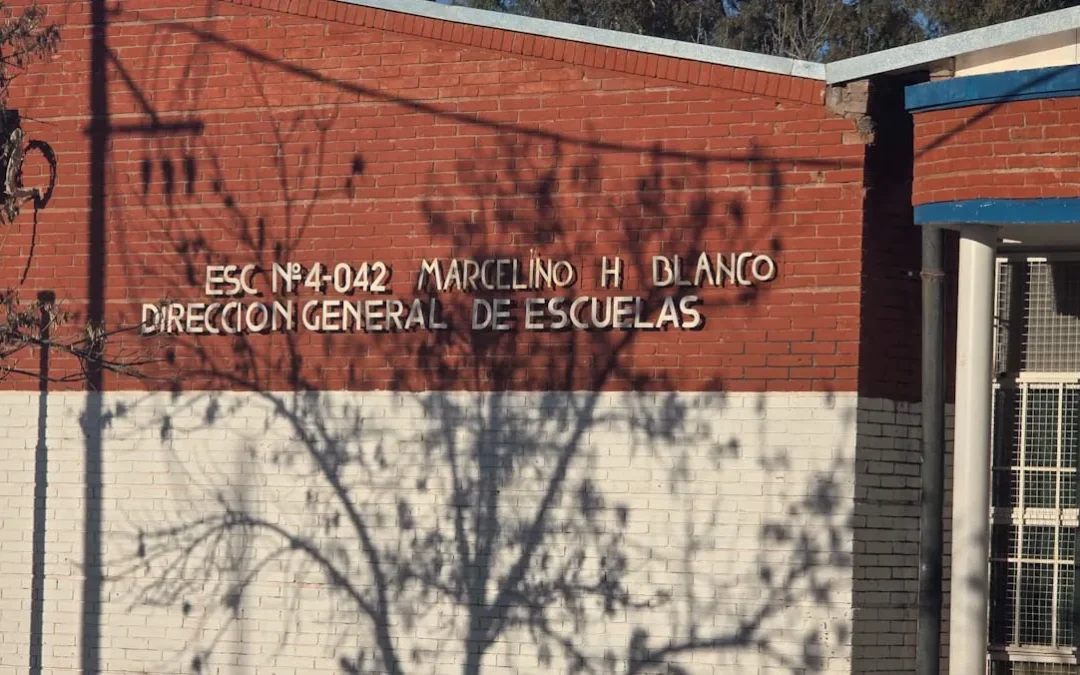 ESC Nº4-042 MARCELINO H BLANCO
DIRECCION GENERAL DE ESCUELAS